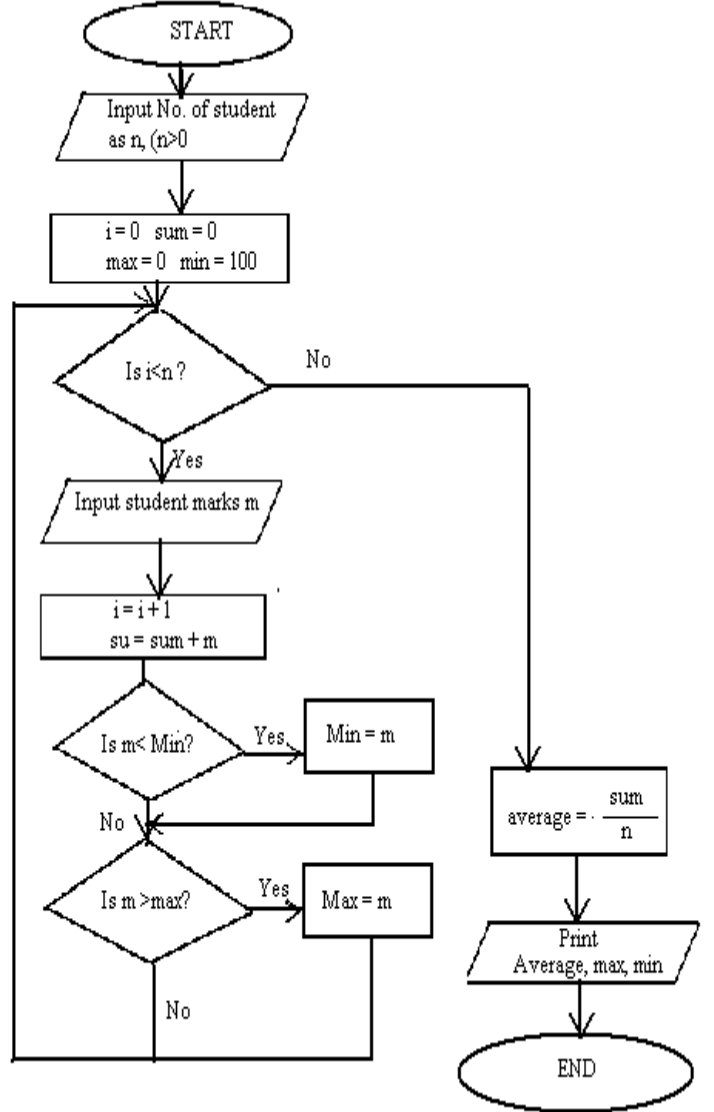 START
Input No. of student
as n, (n>0
i = 0 sum = 0
max = 0 min = 100
Is i<n ?
No
Yes
Input student marks m
i = i + 1
su = sum + m
Is m< Min?
Yes
Min = m
No
Is m >max?
Yes
Max = m
No
average = · sum
n
Print
Average, max, min
END